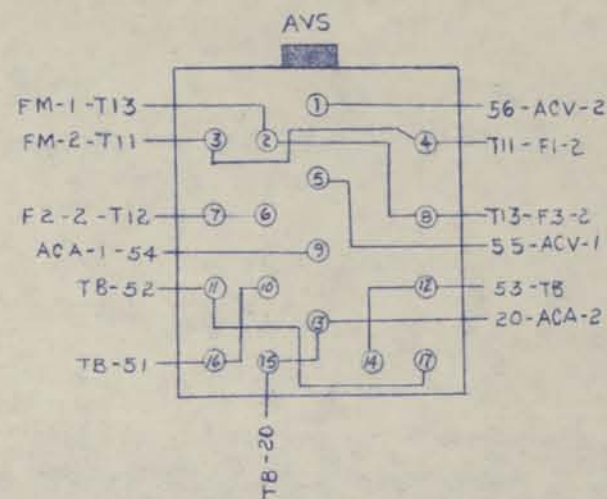 AVS
FM-1-T13
1
56-ACV-2
FM-2-T11
3
2
4
T11-F1-2
5
F2-2-T12
7
6
8
T13-F3-2
ACA-1-54
9
55-ACV-1
TB-52
11
10
12
53-TB
13
20-ACA-2
TB-51
16
15
14
17
TB-20